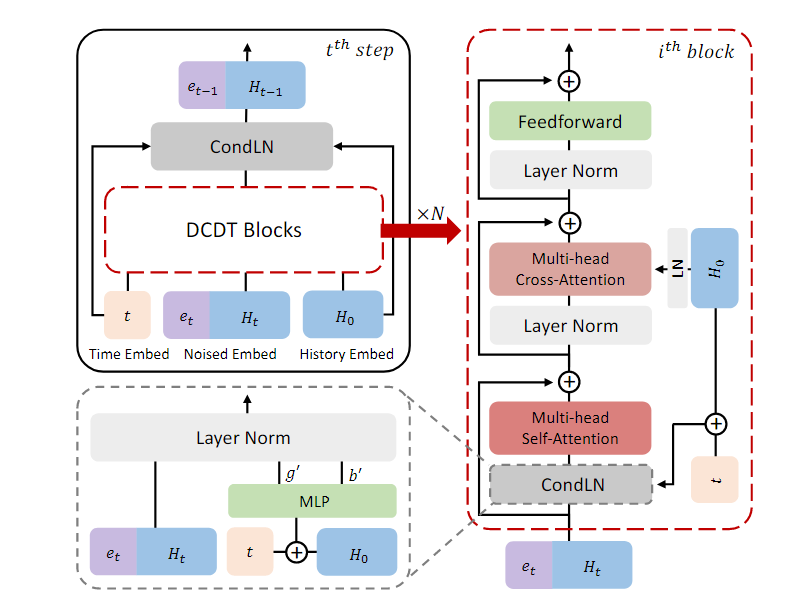 t^{th} step
e_{t-1} H_{t-1}
CondLN
DCDT Blocks
×N
t
e_t H_t
H_0
Time Embed Noised Embed History Embed
Layer Norm
g′ b′
MLP
e_t H_t
t + H_0
i^{th} block
+
Feedforward
Layer Norm
+
Multi-head
Cross-Attention
LN
H_0
Layer Norm
+
Multi-head
Self-Attention
+
CondLN
t
e_t H_t